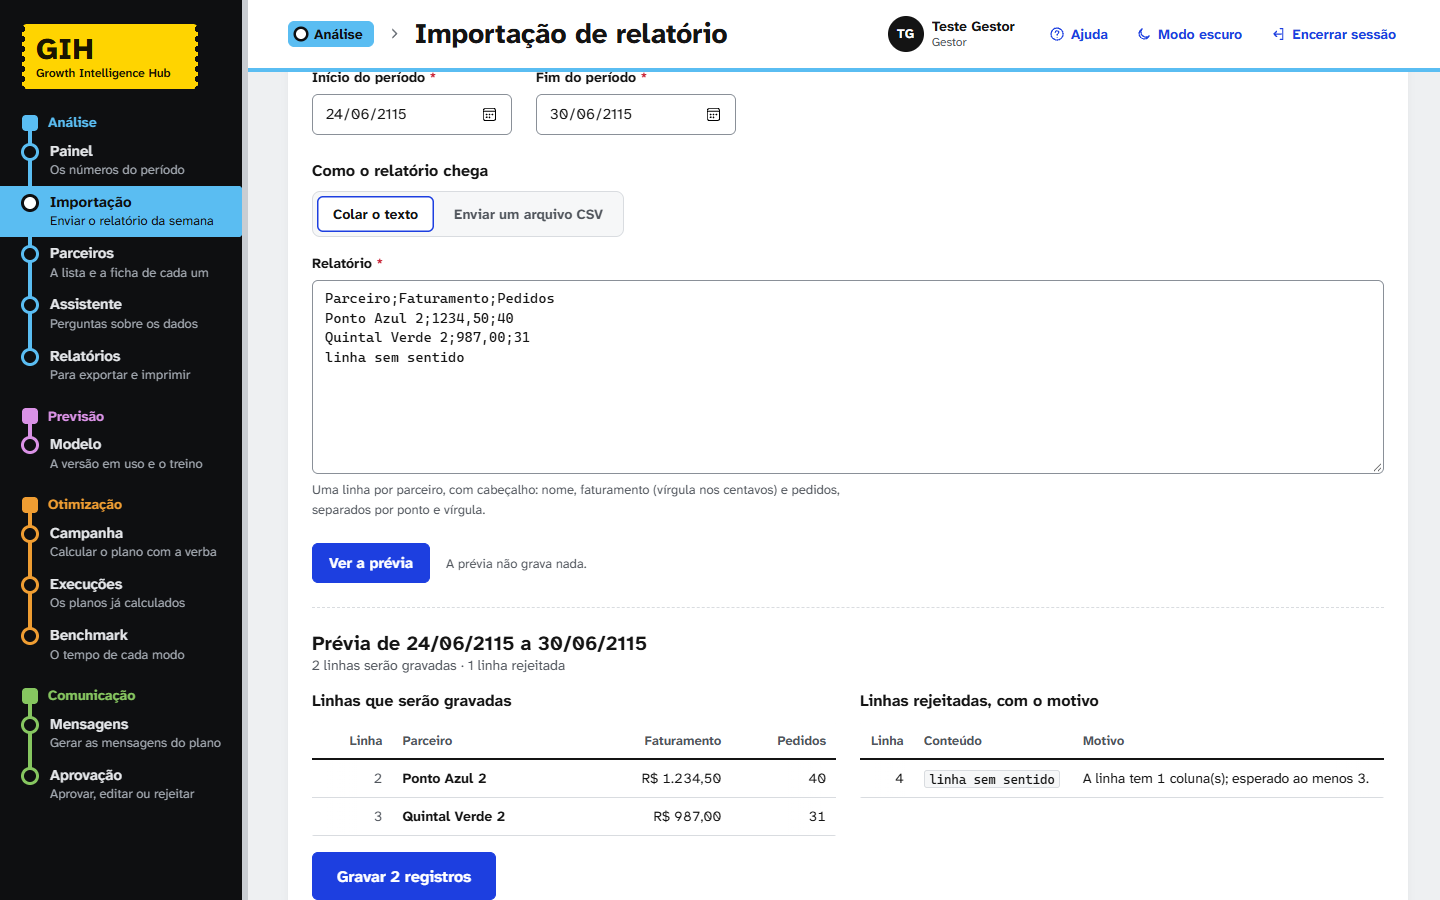 GIH
Growth Intelligence Hub
Análise
Painel
Os números do período
Importação
Enviar o relatório da semana
Parceiros
A lista e a ficha de cada um
Assistente
Perguntas sobre os dados
Relatórios
Para exportar e imprimir
Previsão
Modelo
A versão em uso e o treino
Otimização
Campanha
Calcular o plano com a verba
Execuções
Os planos já calculados
Benchmark
O tempo de cada modo
Comunicação
Mensagens
Gerar as mensagens do plano
Aprovação
Aprovar, editar ou rejeitar
Análise > Importação de relatório
TG Teste Gestor
Gestor
Ajuda
Modo escuro
Encerrar sessão
Início do período * Fim do período *
24/06/2115 30/06/2115
Como o relatório chega
Colar o texto Enviar um arquivo CSV
Relatório *
Parceiro;Faturamento;Pedidos
Ponto Azul 2;1234,50;40
Quintal Verde 2;987,00;31
linha sem sentido
Uma linha por parceiro, com cabeçalho: nome, faturamento (vírgula nos centavos) e pedidos,
separados por ponto e vírgula.
Ver a prévia A prévia não grava nada.
Prévia de 24/06/2115 a 30/06/2115
2 linhas serão gravadas · 1 linha rejeitada
Linhas que serão gravadas
Linha Parceiro Faturamento Pedidos
2 Ponto Azul 2 R$ 1.234,50 40
3 Quintal Verde 2 R$ 987,00 31
Linhas rejeitadas, com o motivo
Linha Conteúdo Motivo
4 linha sem sentido A linha tem 1 coluna(s); esperado ao menos 3.
Gravar 2 registros